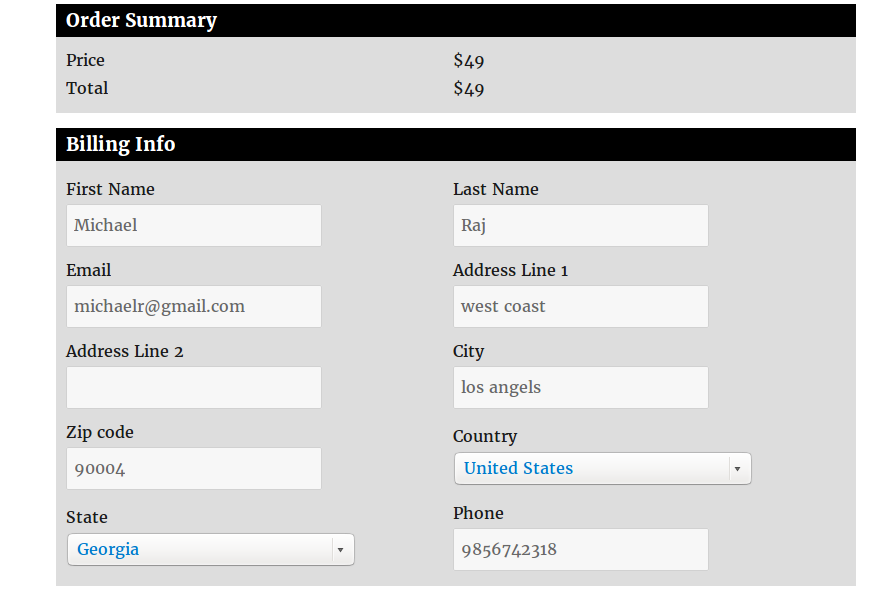 Order Summary
Price $49
Total $49
Billing Info
First Name Last Name
Michael Raj
Email Address Line 1
michaelr@gmail.com west coast
Address Line 2 City
los angels
Zip code Country
90004 United States
State Phone
Georgia 9856742318